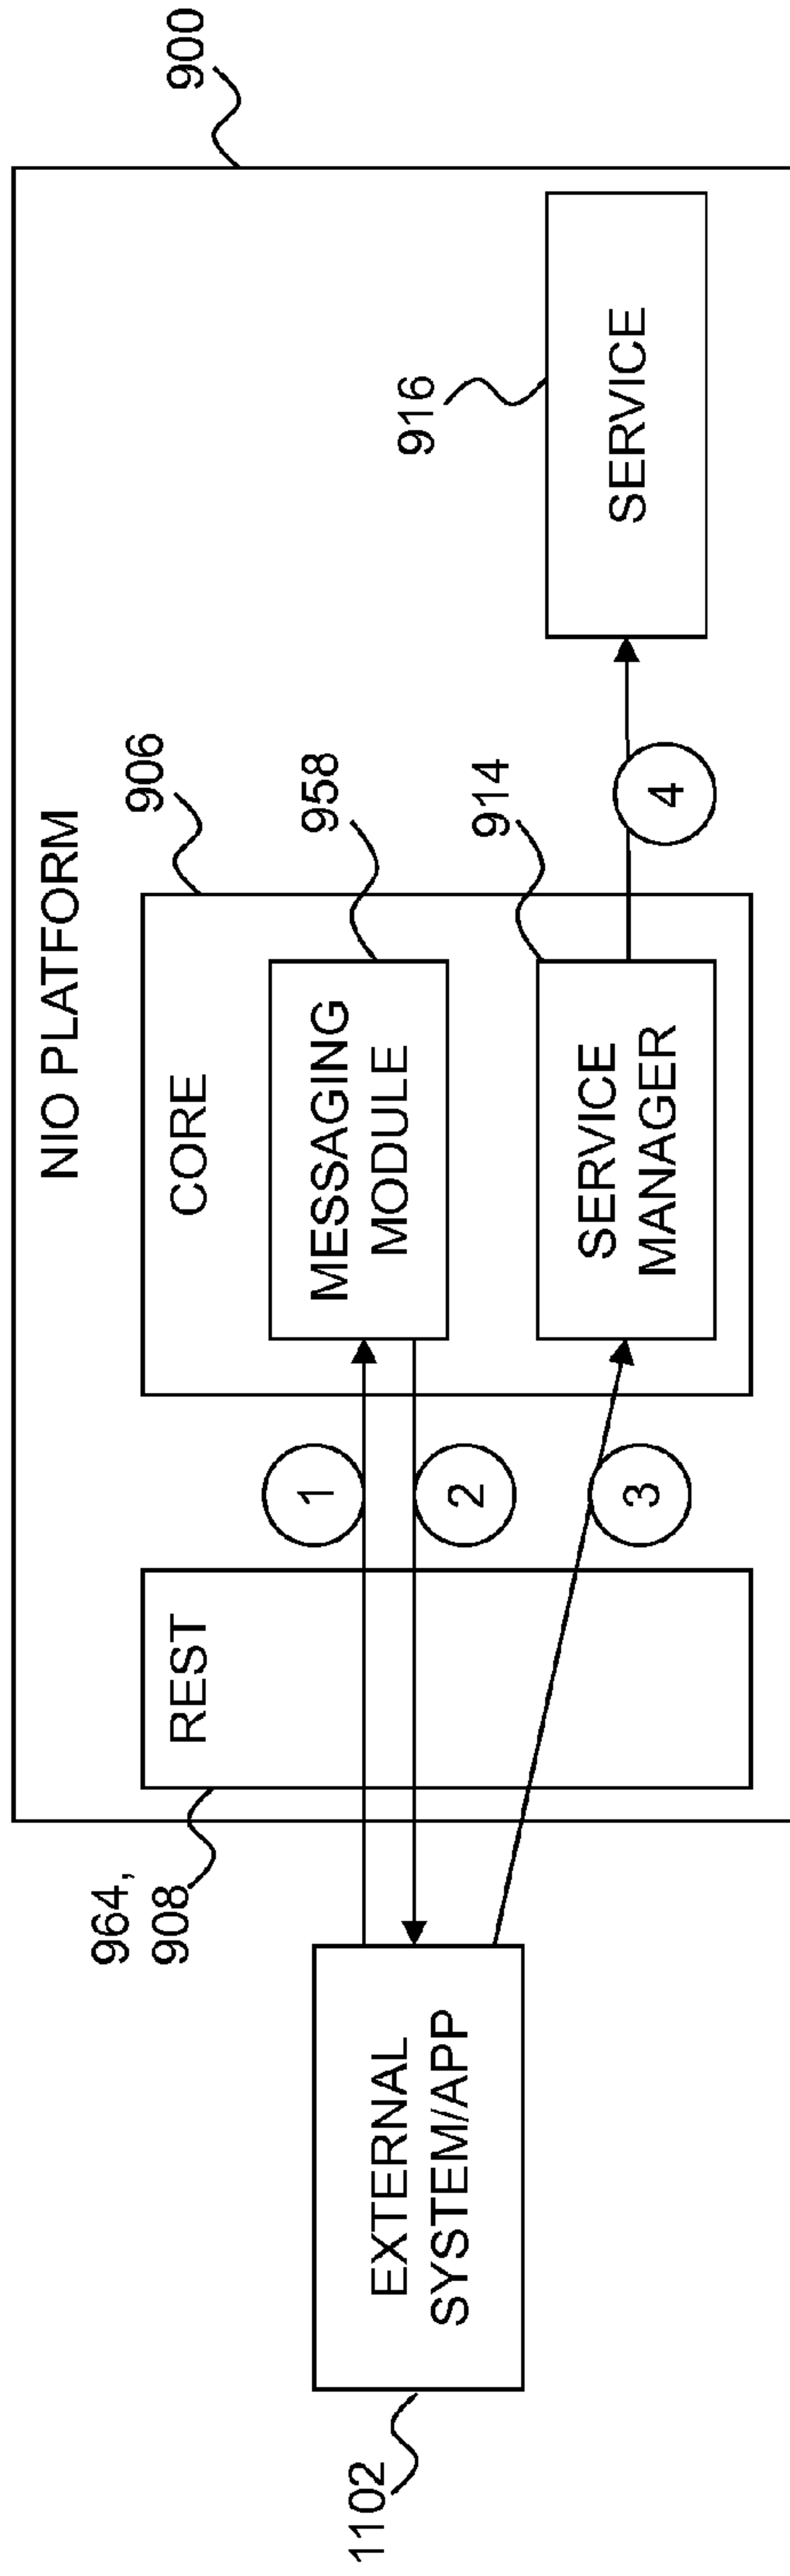 900
NIO PLATFORM
906
CORE
958
MESSAGING
MODULE
914
SERVICE
MANAGER
916
SERVICE
4
REST
964,
908
1
2
3
EXTERNAL
SYSTEM/APP
1102